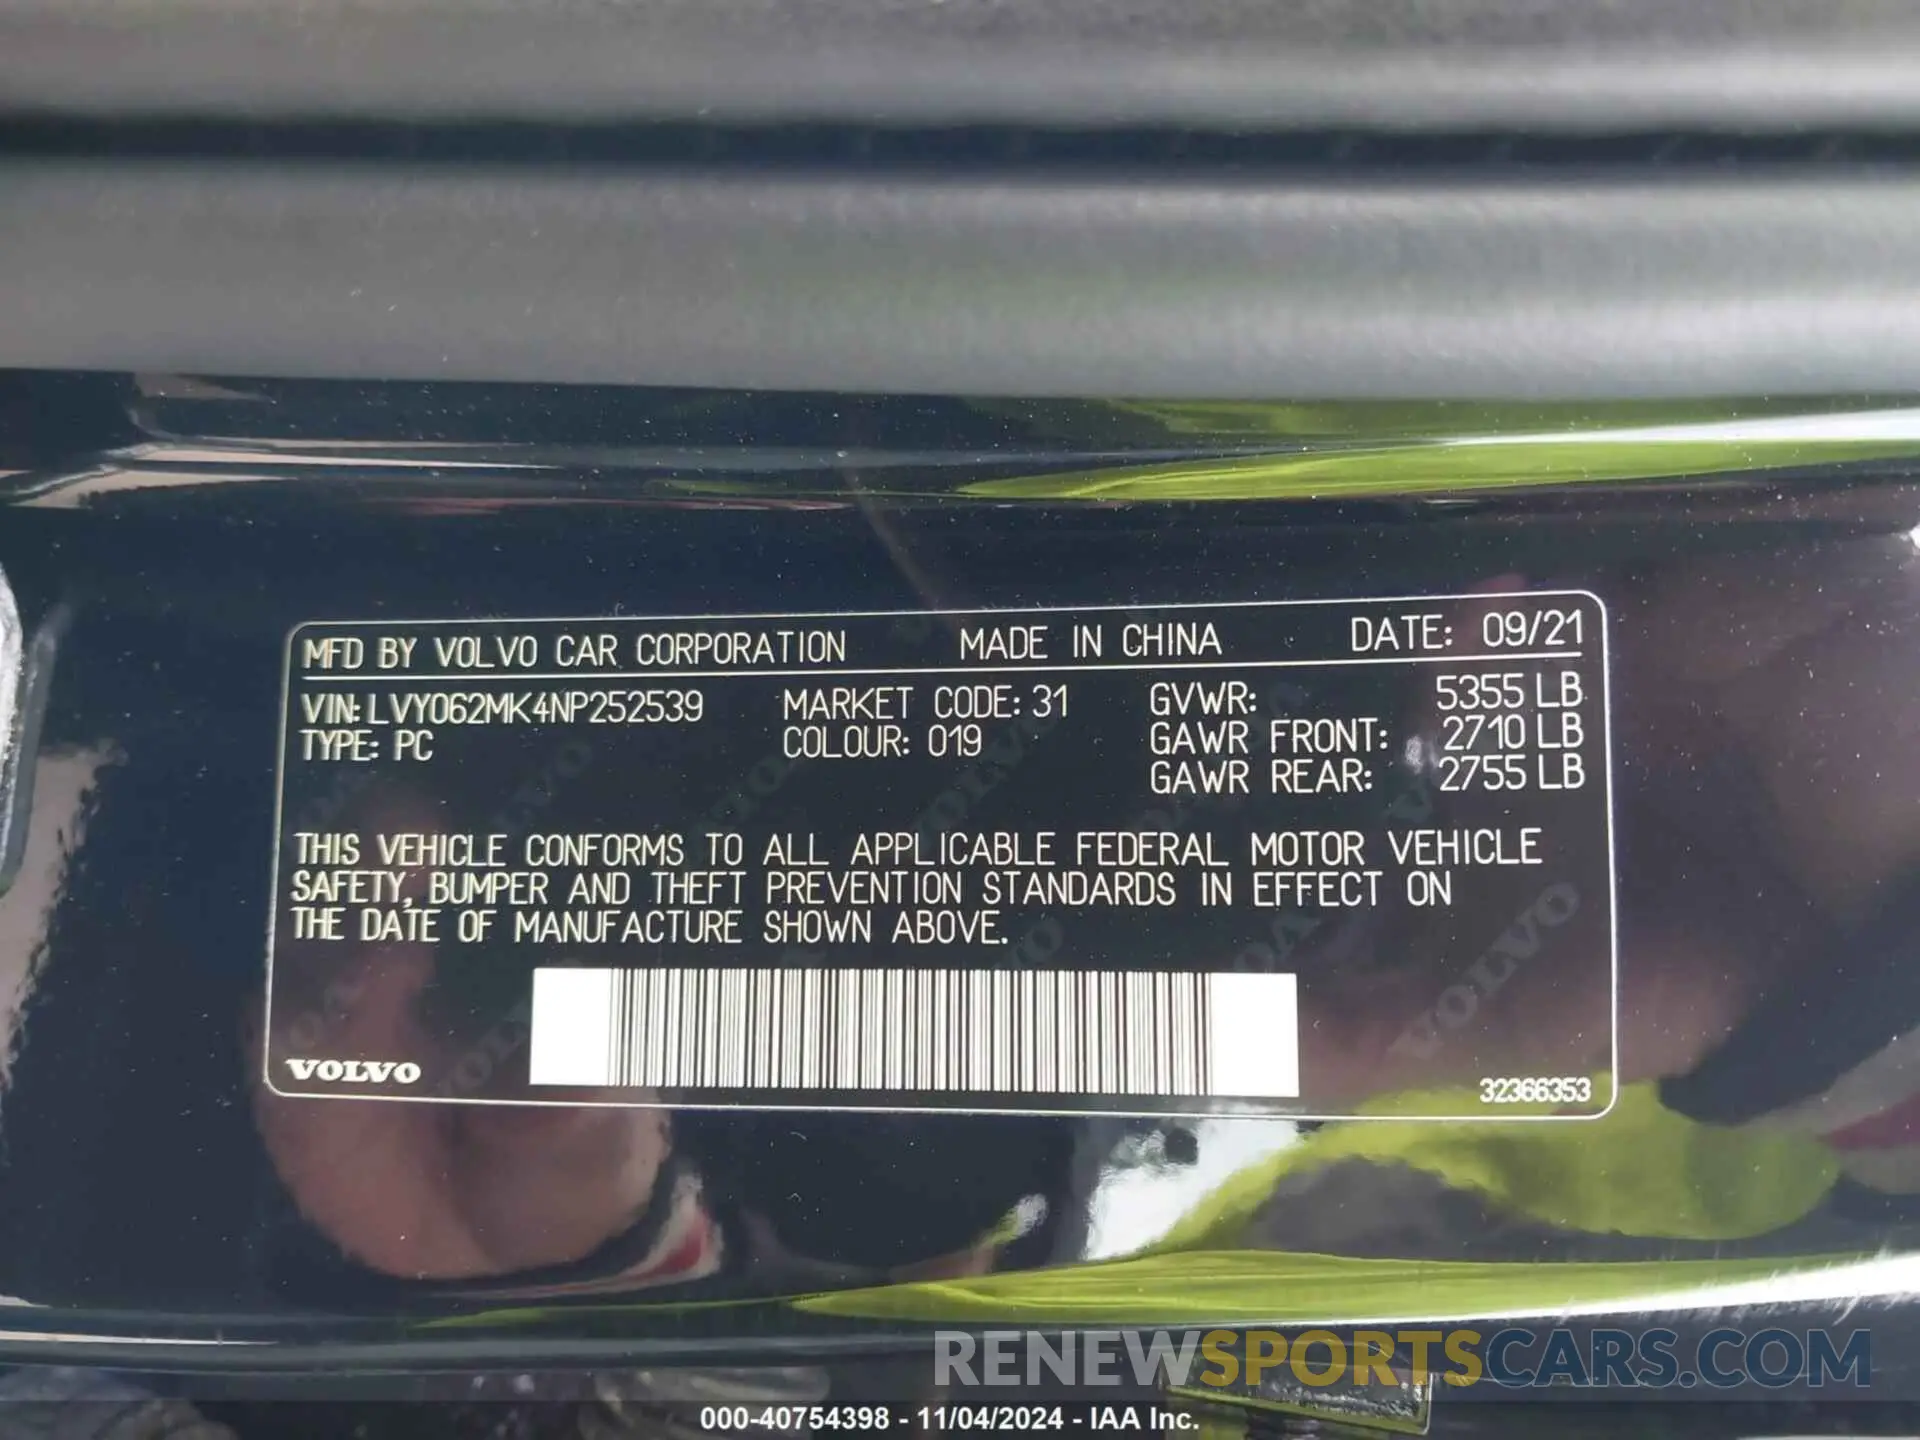 MFD BY VOLVO CAR CORPORATION MADE IN CHINA DATE: 09/21
VIN: LVY062MK4NP252539 MARKET CODE: 31 GVWR: 5355 LB
TYPE: PC COLOUR: 019 GAWR FRONT: 2710 LB
GAWR REAR: 2755 LB
THIS VEHICLE CONFORMS TO ALL APPLICABLE FEDERAL MOTOR VEHICLE
SAFETY, BUMPER AND THEFT PREVENTION STANDARDS IN EFFECT ON
THE DATE OF MANUFACTURE SHOWN ABOVE.
VOLVO
32366353
RENEWSPORTSCARS.COM
000-40754398 - 11/04/2024 - IAA Inc.